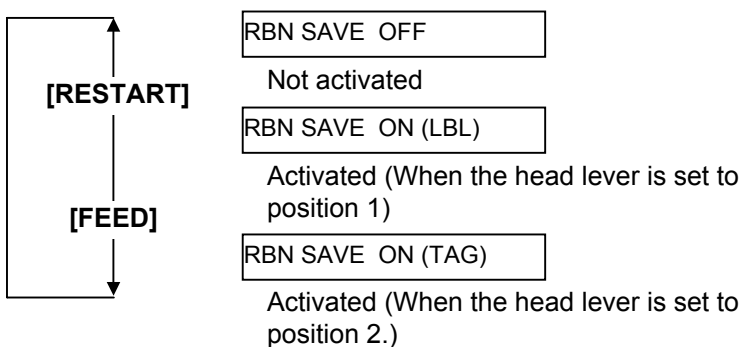 RBN SAVE OFF
Not activated
[RESTART]
RBN SAVE ON (LBL)
Activated (When the head lever is set to
position 1)
[FEED]
RBN SAVE ON (TAG)
Activated (When the head lever is set to
position 2.)